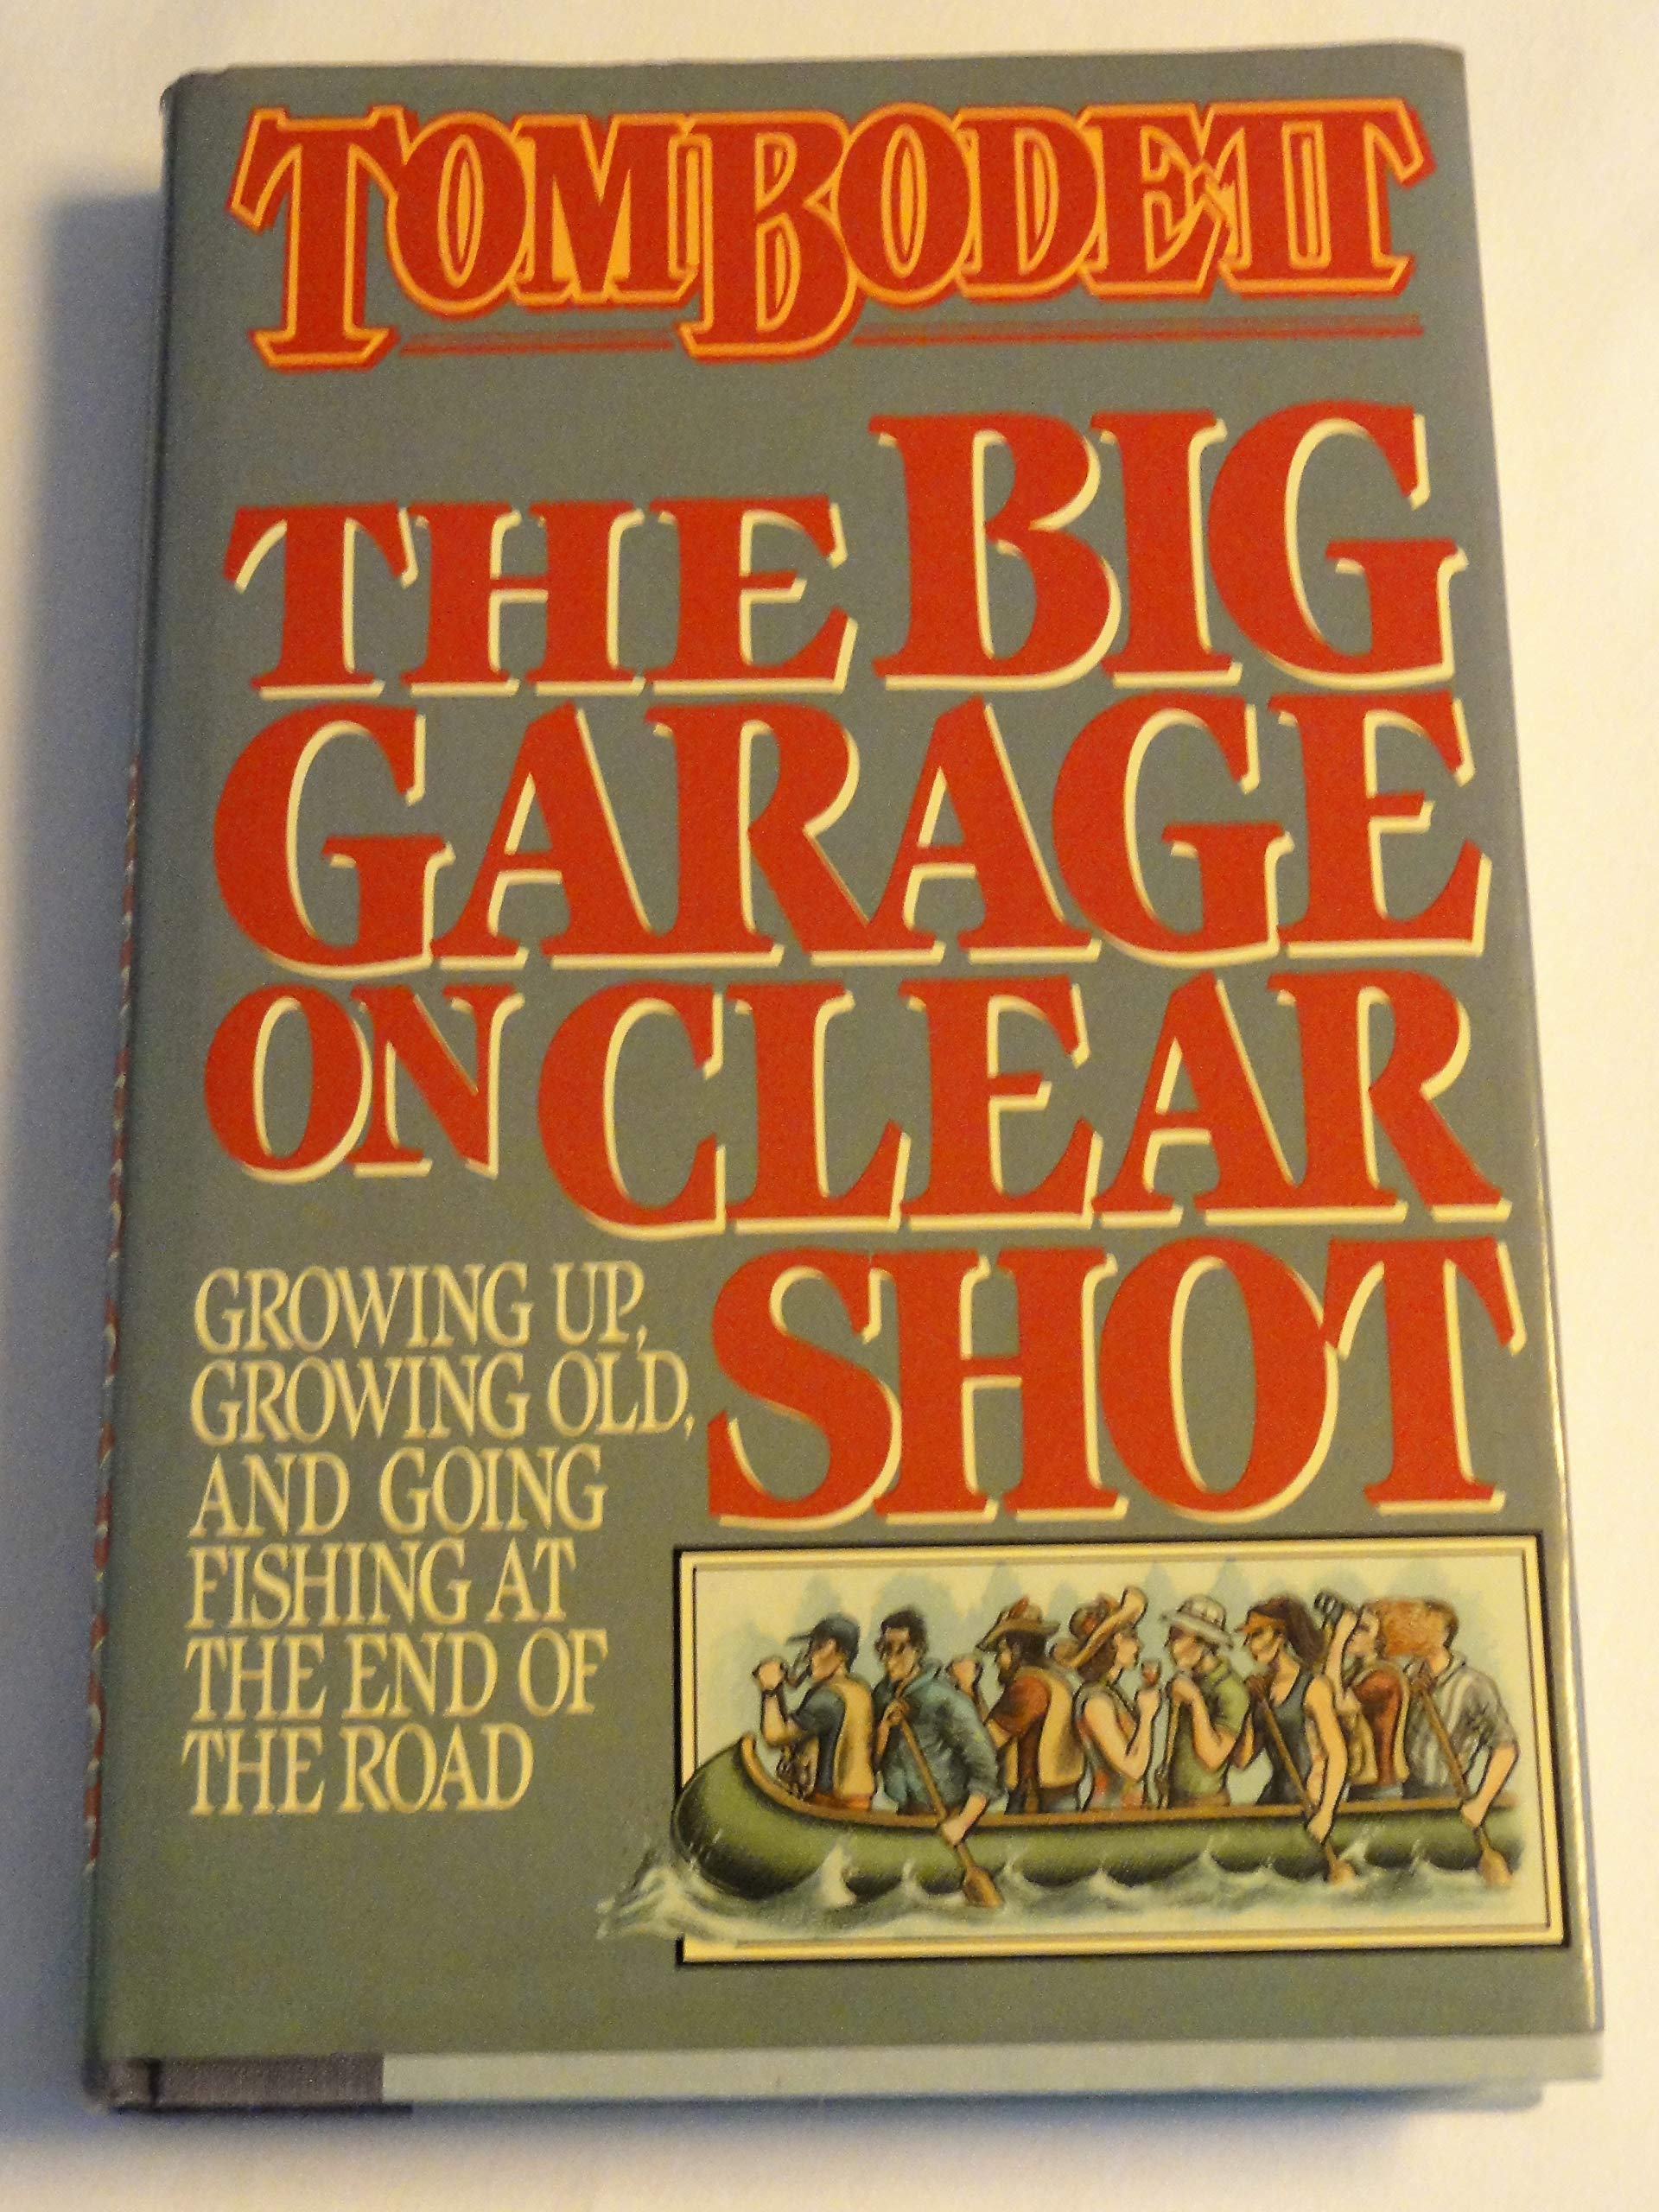 TOM BODETT
THE BIG
GARAGE
ON CLEAR
SHOT
GROWING UP,
GROWING OLD,
AND GOING
FISHING AT
THE END OF
THE ROAD